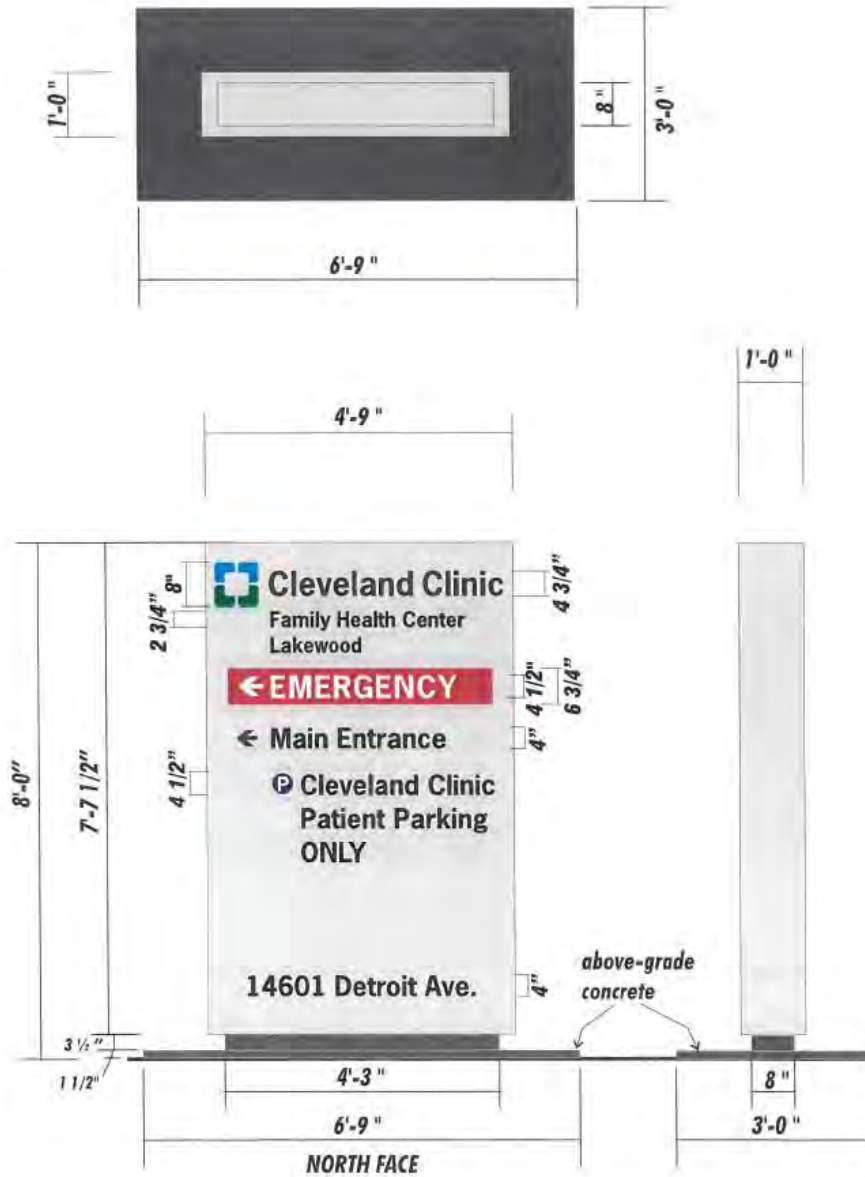 1'-0"
8"
3'-0"
6'-9"
1'-0"
4'-9"
8"
2 3/4"
Cleveland Clinic
4 3/4"
Family Health Center
Lakewood
EMERGENCY
4 1/2"
6 3/4"
Main Entrance
4"
8'-0"
7'-7 1/2"
4 1/2"
P Cleveland Clinic
Patient Parking
ONLY
above-grade
concrete
14601 Detroit Ave.
4"
3 ½"
1 1/2"
4'-3"
8"
6'-9"
3'-0"
NORTH FACE